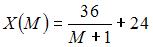 X(M) = 36/(M + 1) + 24